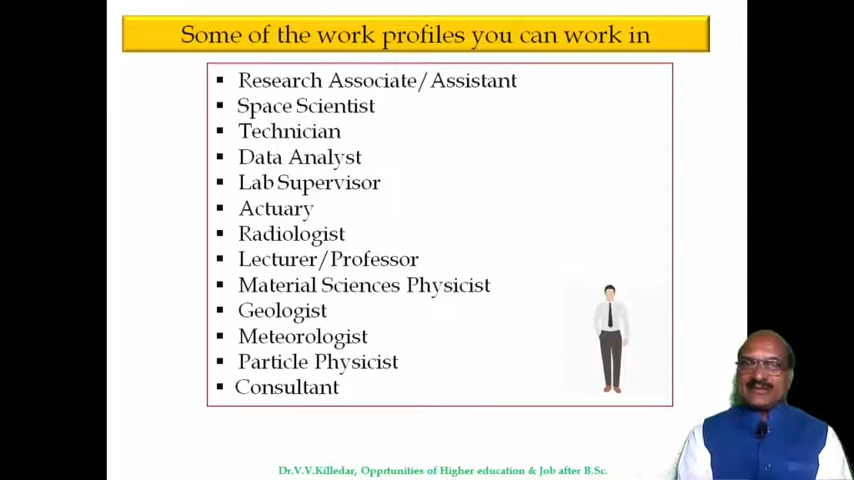 Some of the work profiles you can work in
▪ Research Associate/Assistant
▪ Space Scientist
▪ Technician
▪ Data Analyst
▪ Lab Supervisor
▪ Actuary
▪ Radiologist
▪ Lecturer/Professor
▪ Material Sciences Physicist
▪ Geologist
▪ Meteorologist
▪ Particle Physicist
▪ Consultant
Dr.V.V.Killedar, Opprtunities of Higher education & Job after B.Sc.